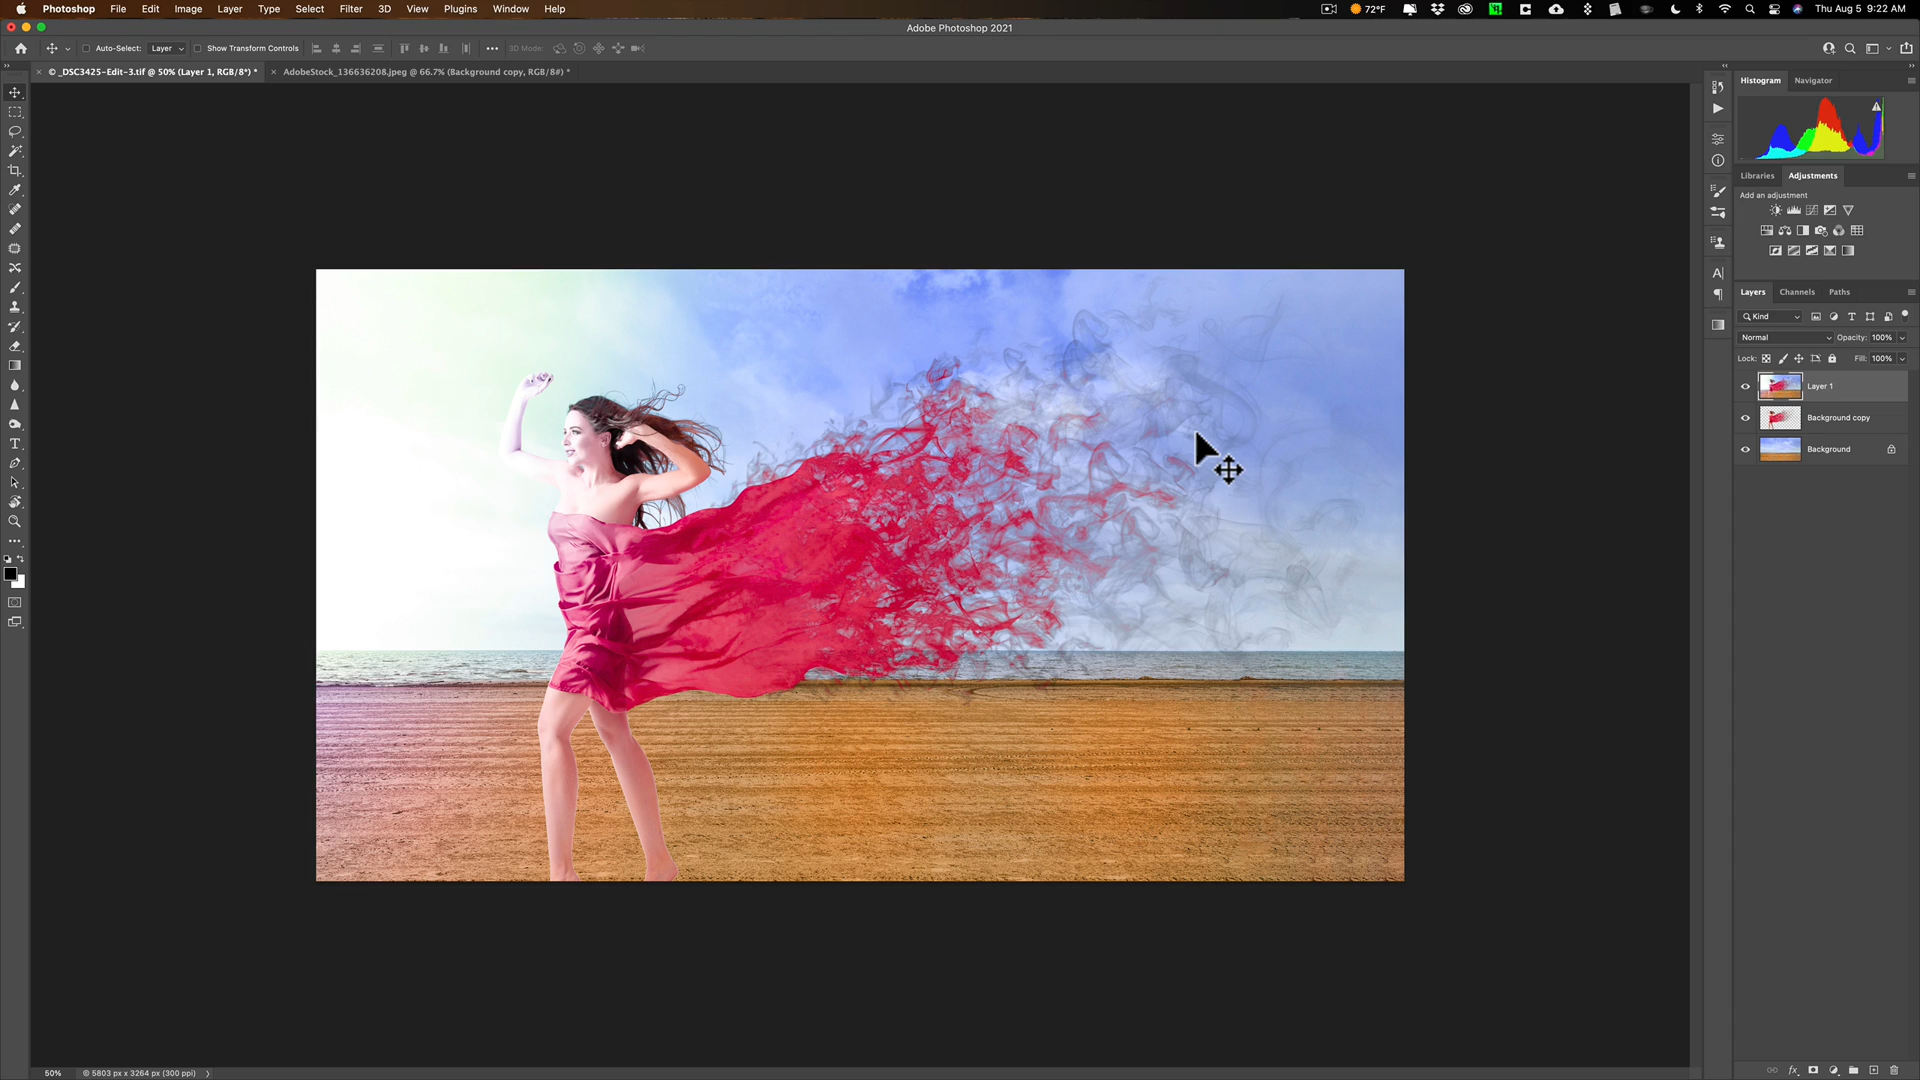 Photoshop File Edit Image Layer Type Select Filter 3D View Plugins Window Help 72°F Thu Aug 5 9:22 AM
Adobe Photoshop 2021
Auto-Select: Layer Show Transform Controls 3D Mode:
© _DSC3425-Edit-3.tif @ 50% (Layer 1, RGB/8*) * AdobeStock_136636208.jpeg @ 66.7% (Background copy, RGB/8#) *
Histogram Navigator
Libraries Adjustments
Add an adjustment
Layers Channels Paths
Kind
Normal Opacity: 100%
Lock: Fill: 100%
Layer 1
Background copy
Background
50% 5803 px x 3264 px (300 ppi)